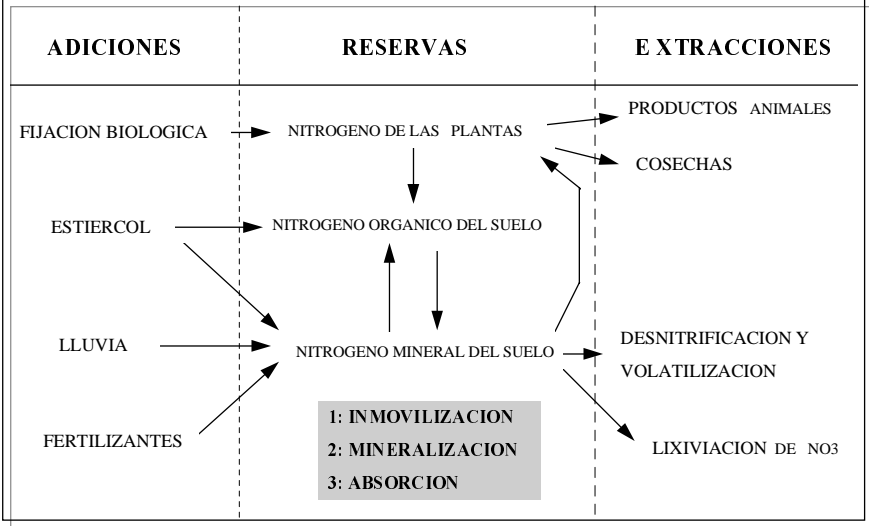 ADICIONES
RESERVAS
E XTRACCIONES
FIJACION BIOLOGICA
NITROGENO DE LAS PLANTAS
PRODUCTOS ANIMALES
COSECHAS
ESTIERCOL
NITROGENO ORGANICO DEL SUELO
LLUVIA
NITROGENO MINERAL DEL SUELO
DESNITRIFICACION Y
VOLATILIZACION
FERTILIZANTES
LIXIVIACION DE NO3
1: INMOVILIZACION
2: MINERALIZACION
3: ABSORCION